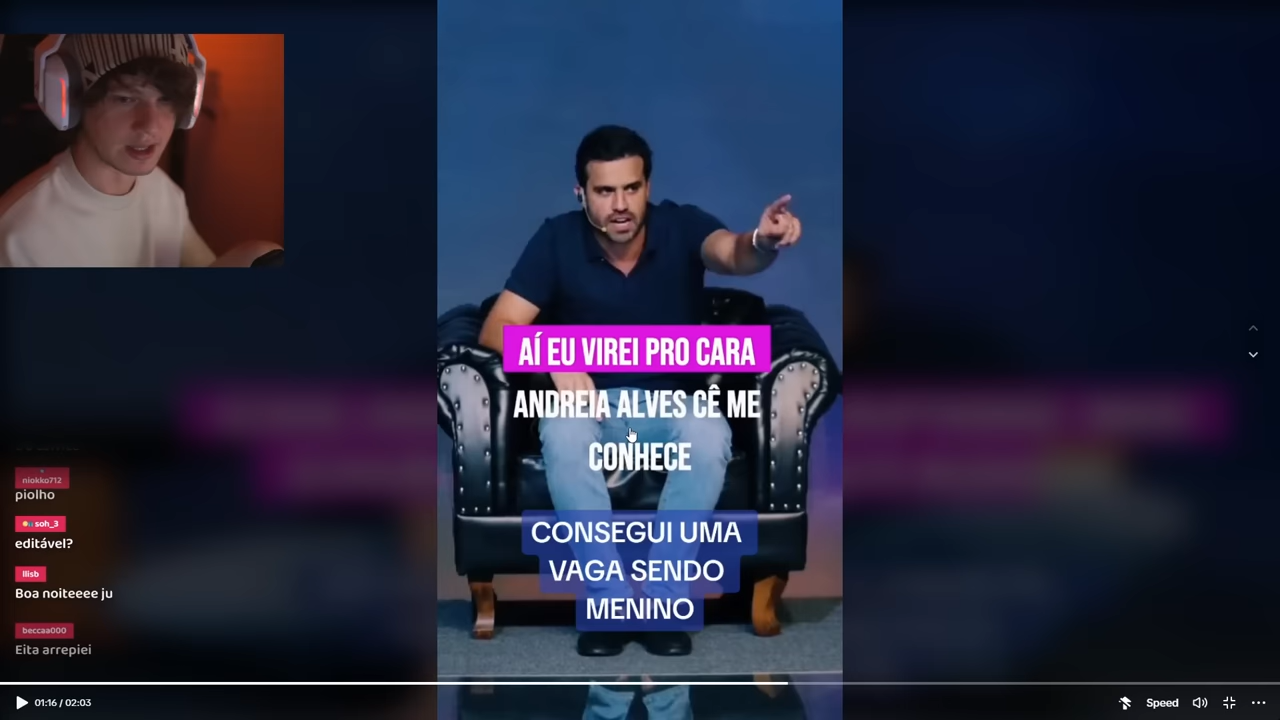 AÍ EU VIREI PRO CARA
ANDREIA ALVES CÊ ME
CONHECE
CONSEGUI UMA
VAGA SENDO
MENINO
niokko712
piolho
soh_3
editável?
llisb
Boa noiteeee ju
beccaa000
Eita arrepiei
01:16 / 02:03
Speed